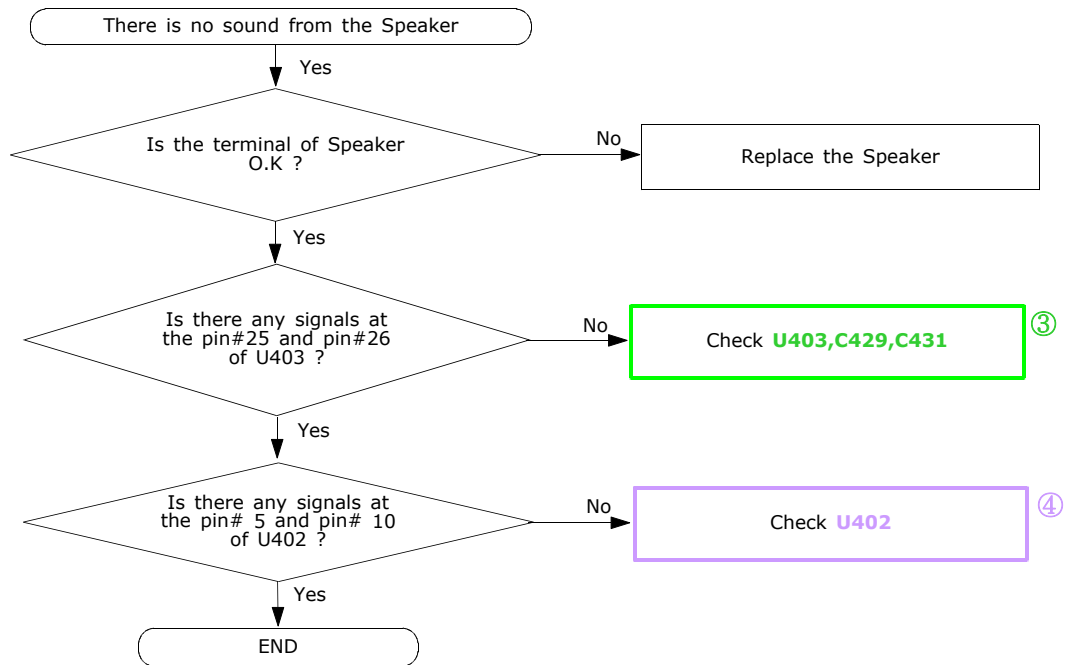 There is no sound from the Speaker
Yes
Is the terminal of Speaker
O.K ?
No
Replace the Speaker
Yes
Is there any signals at
the pin#25 and pin#26
of U403 ?
No
Check U403,C429,C431
③
Yes
Is there any signals at
the pin# 5 and pin# 10
of U402 ?
No
Check U402
④
Yes
END